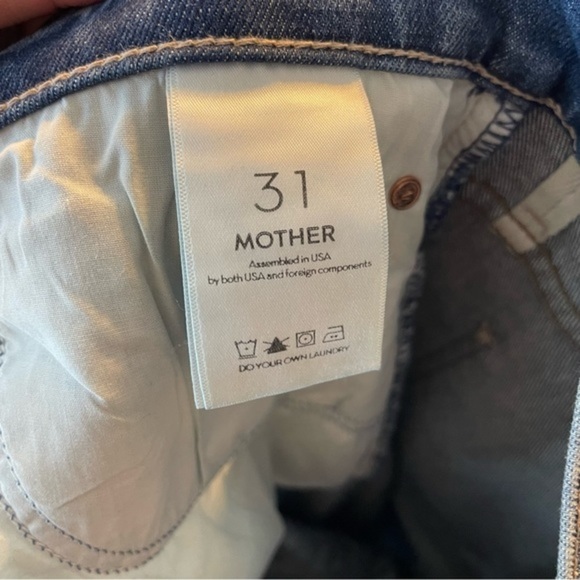 31
MOTHER
Assembled in USA
by both USA and foreign components
DO YOUR OWN LAUNDRY